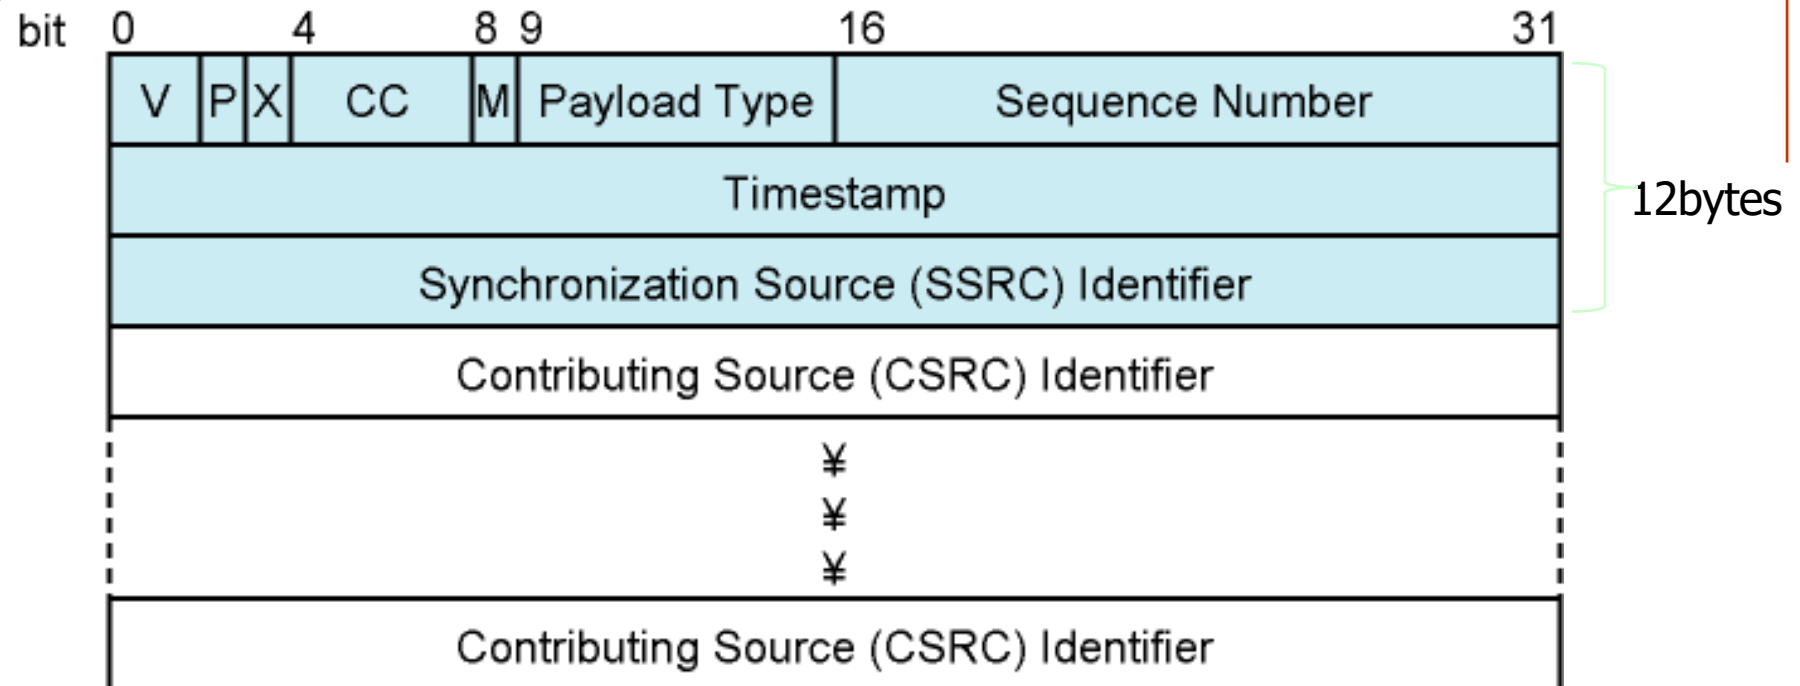 bit 0 4 8 9 16 31
V P X CC M Payload Type Sequence Number
Timestamp
12bytes
Synchronization Source (SSRC) Identifier
Contributing Source (CSRC) Identifier
¥
¥
¥
Contributing Source (CSRC) Identifier